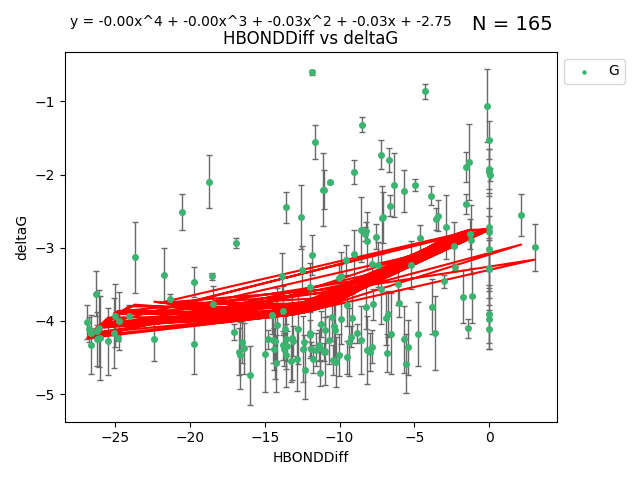 y = -0.00x^4 + -0.00x^3 + -0.03x^2 + -0.03x + -2.75
N = 165
HBONDDiff vs deltaG
G
−1
−2
−3
−4
−5
deltaG
−25 −20 −15 −10 −5 0
HBONDDiff